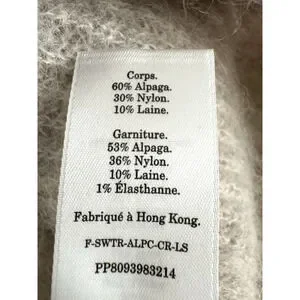 Corps.
60% Alpaga.
30% Nylon.
10% Laine.
Garniture.
53% Alpaga.
36% Nylon.
10% Laine.
1% Élasthanne.
Fabriqué à Hong Kong.
F-SWTR-ALPC-CR-LS
PP8093983214